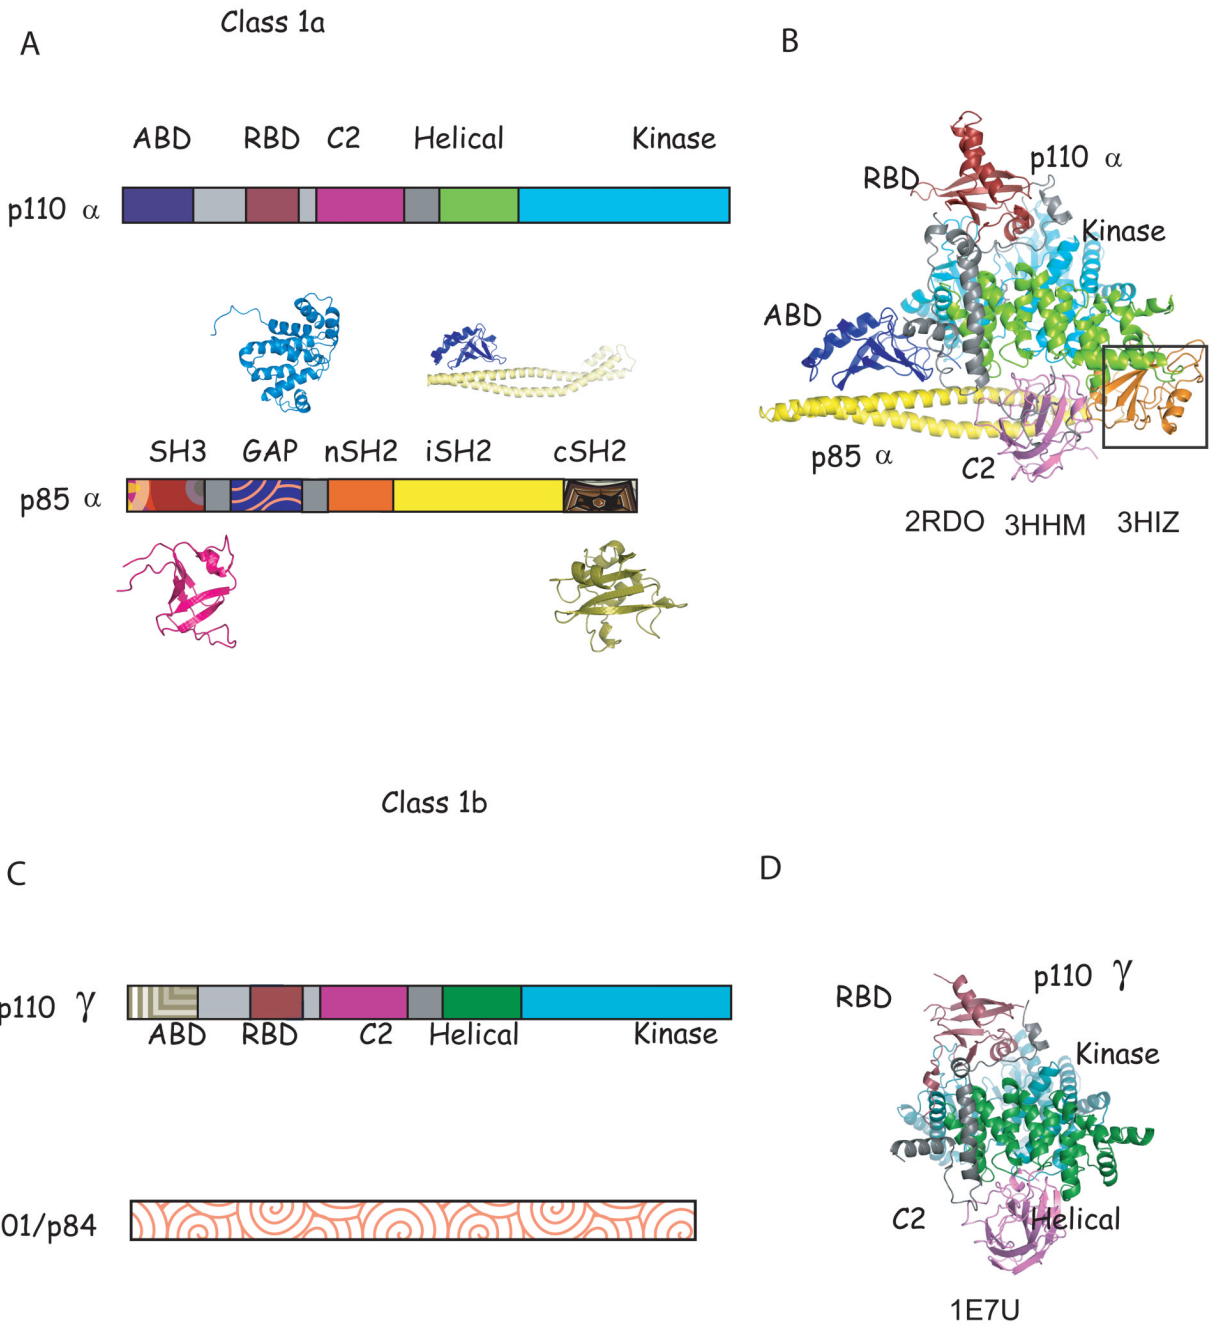 Class 1a
A
B
ABD RBD C2 Helical Kinase
p110 α
RBD
p110 α
Kinase
ABD
p85 α
C2
SH3 GAP nSH2 iSH2 cSH2
p85 α
2RDO 3HHM 3HIZ
Class 1b
C
D
p110 γ
ABD RBD C2 Helical Kinase
RBD
p110 γ
Kinase
C2
Helical
01/p84
1E7U